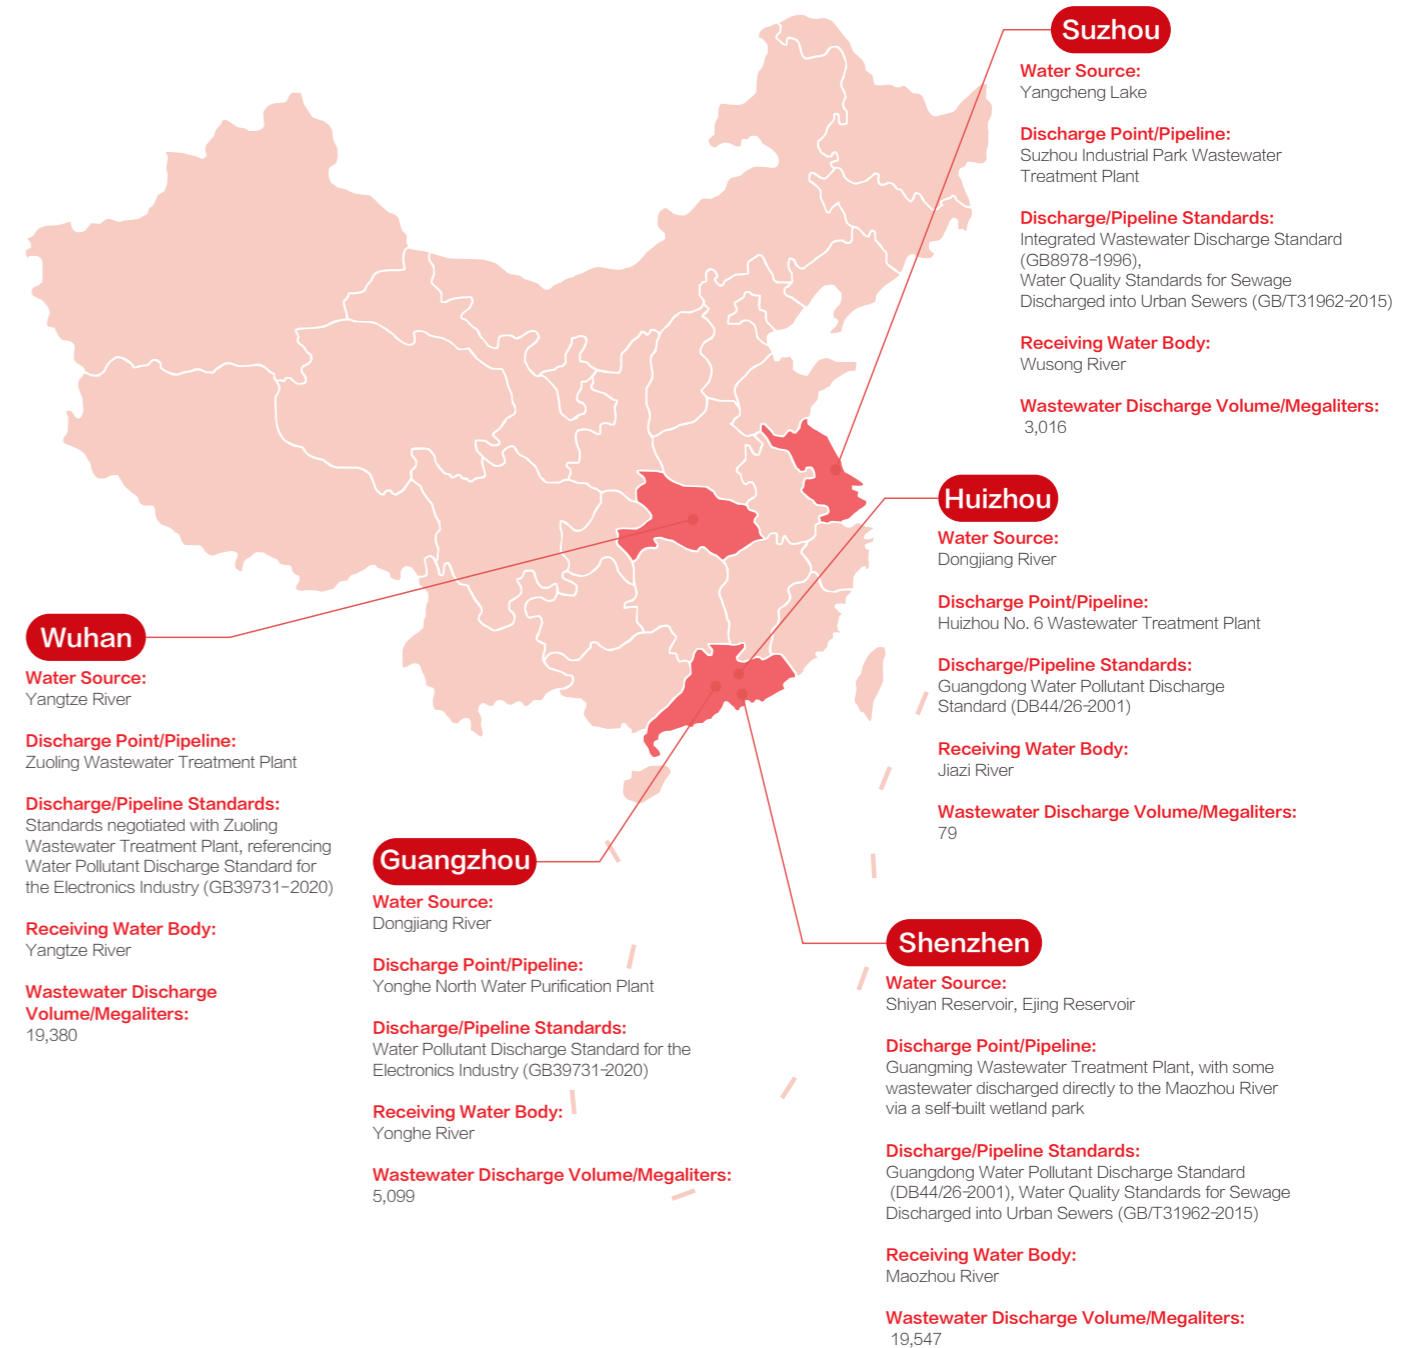 Suzhou
Water Source:
Yangcheng Lake
Discharge Point/Pipeline:
Suzhou Industrial Park Wastewater
Treatment Plant
Discharge/Pipeline Standards:
Integrated Wastewater Discharge Standard
(GB8978-1996),
Water Quality Standards for Sewage
Discharged into Urban Sewers (GB/T31962-2015)
Receiving Water Body:
Wusong River
Wastewater Discharge Volume/Megaliters:
3,016
Huizhou
Water Source:
Dongjiang River
Discharge Point/Pipeline:
Huizhou No. 6 Wastewater Treatment Plant
Discharge/Pipeline Standards:
Guangdong Water Pollutant Discharge
Standard (DB44/26-2001)
Receiving Water Body:
Jiazi River
Wastewater Discharge Volume/Megaliters:
79
Wuhan
Water Source:
Yangtze River
Discharge Point/Pipeline:
Zuoling Wastewater Treatment Plant
Discharge/Pipeline Standards:
Standards negotiated with Zuoling
Wastewater Treatment Plant, referencing
Water Pollutant Discharge Standard for
the Electronics Industry (GB39731-2020)
Receiving Water Body:
Yangtze River
Wastewater Discharge
Volume/Megaliters:
19,380
Guangzhou
Water Source:
Dongjiang River
Discharge Point/Pipeline:
Yonghe North Water Purification Plant
Discharge/Pipeline Standards:
Water Pollutant Discharge Standard for the
Electronics Industry (GB39731-2020)
Receiving Water Body:
Yonghe River
Wastewater Discharge Volume/Megaliters:
5,099
Shenzhen
Water Source:
Shiyan Reservoir, Ejing Reservoir
Discharge Point/Pipeline:
Guangming Wastewater Treatment Plant, with some
wastewater discharged directly to the Maozhou River
via a self-built wetland park
Discharge/Pipeline Standards:
Guangdong Water Pollutant Discharge Standard
(DB44/26-2001), Water Quality Standards for Sewage
Discharged into Urban Sewers (GB/T31962-2015)
Receiving Water Body:
Maozhou River
Wastewater Discharge Volume/Megaliters:
19,547